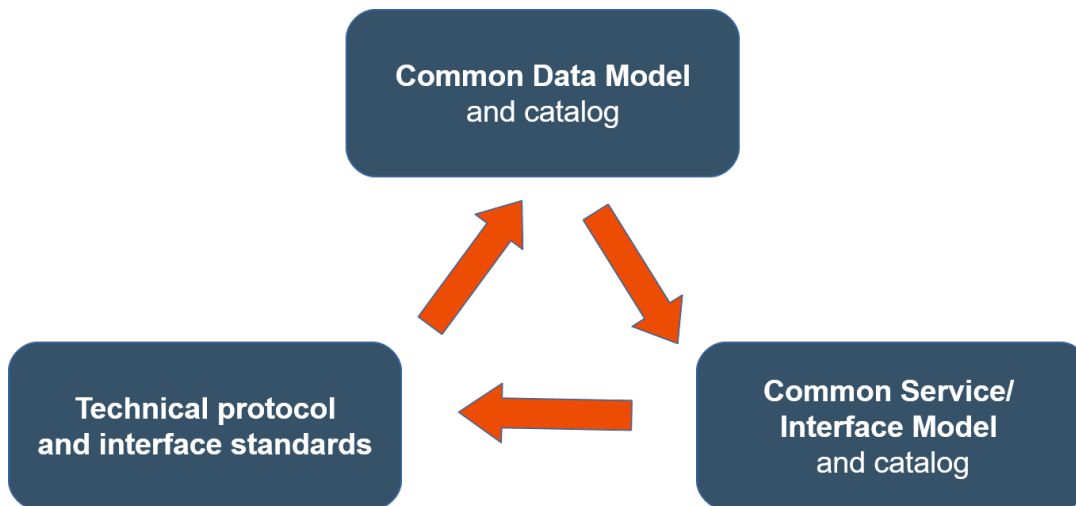 Common Data Model
and catalog
Technical protocol
and interface standards
Common Service/
Interface Model
and catalog